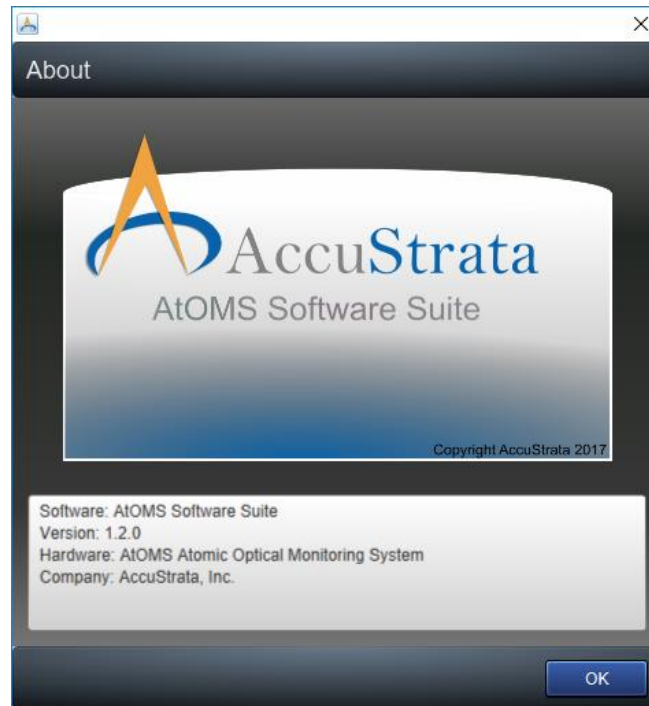 About
AccuStrata
AtOMS Software Suite
Copyright AccuStrata 2017
Software: AtOMS Software Suite
Version: 1.2.0
Hardware: AtOMS Atomic Optical Monitoring System
Company: AccuStrata, Inc.
OK